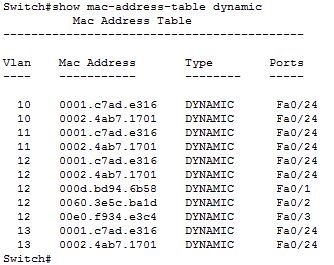 Switch#show mac-address-table dynamic
Mac Address Table
-------------------------------------------
Vlan Mac Address Type Ports
---- ----------- -------- -----
10 0001.c7ad.e316 DYNAMIC Fa0/24
10 0002.4ab7.1701 DYNAMIC Fa0/24
11 0001.c7ad.e316 DYNAMIC Fa0/24
11 0002.4ab7.1701 DYNAMIC Fa0/24
12 0001.c7ad.e316 DYNAMIC Fa0/24
12 0002.4ab7.1701 DYNAMIC Fa0/24
12 000d.bd94.6b58 DYNAMIC Fa0/1
12 0060.3e5c.ba1d DYNAMIC Fa0/2
12 00e0.f934.e3c4 DYNAMIC Fa0/3
13 0001.c7ad.e316 DYNAMIC Fa0/24
13 0002.4ab7.1701 DYNAMIC Fa0/24
Switch#